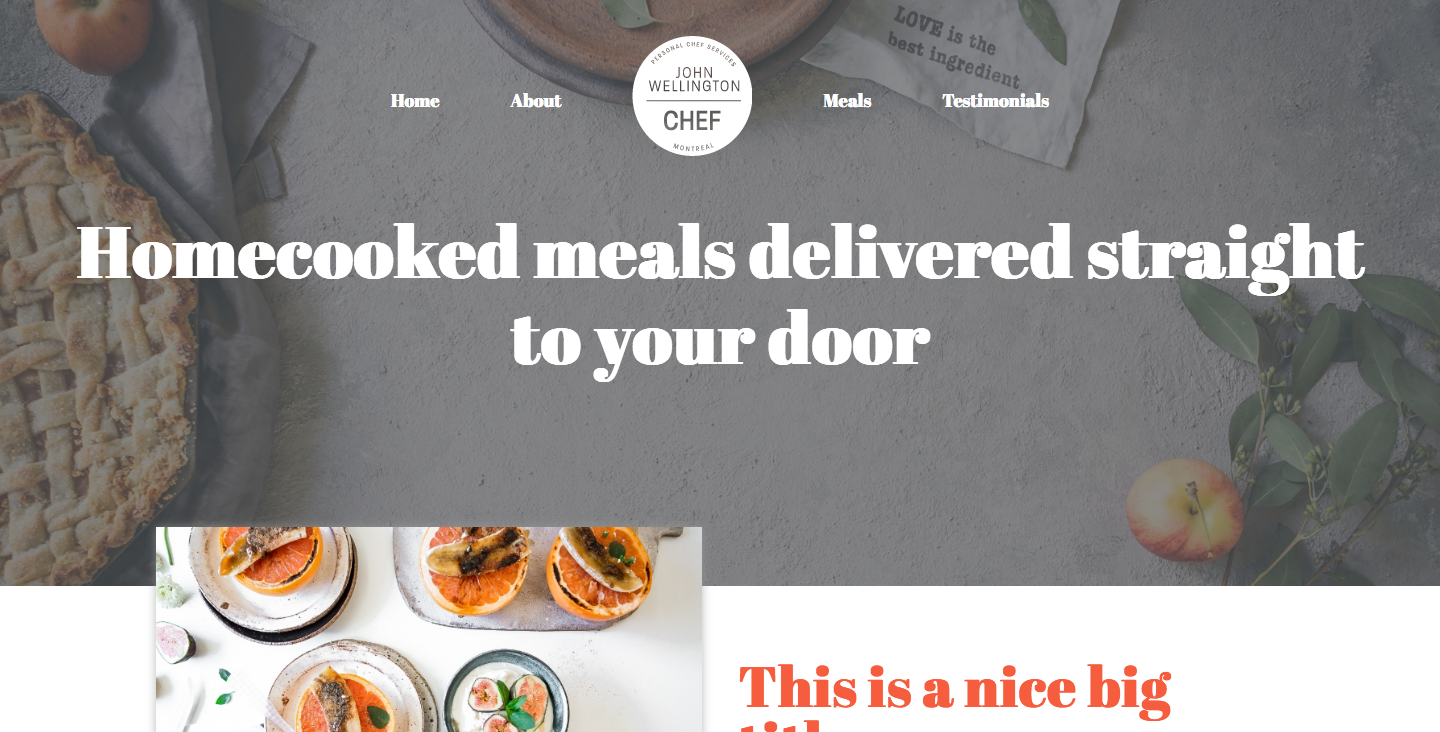 LOVE is the
best ingredient
PERSONAL CHEF SERVICES
JOHN
WELLINGTON
CHEF
MONTREAL
Home About Meals Testimonials
Homecooked meals delivered straight
to your door
This is a nice big